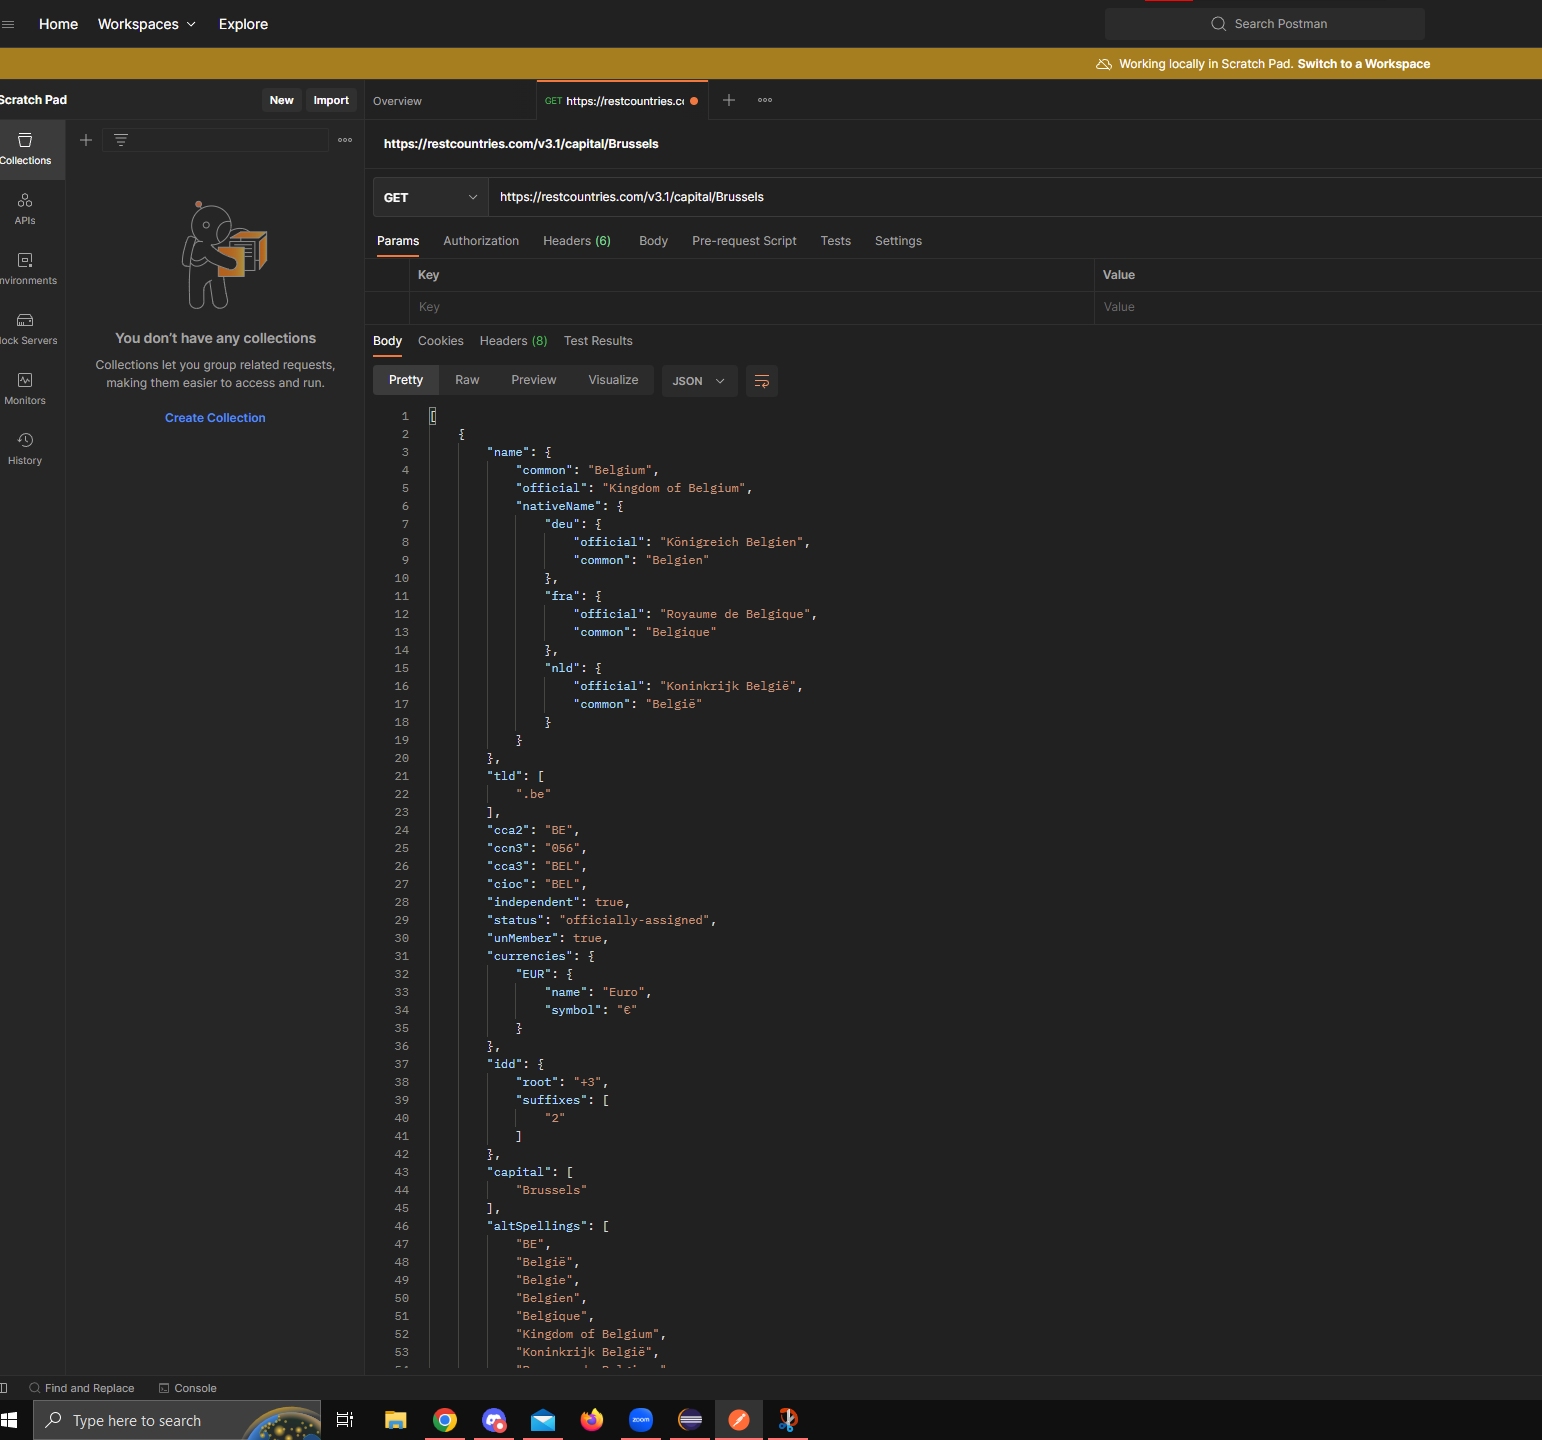 Home Workspaces Explore Search Postman
Working locally in Scratch Pad. Switch to a Workspace
Scratch Pad New Import Overview GET https://restcountries.cc
https://restcountries.com/v3.1/capital/Brussels
Collections
APIs
nvironments
ock Servers
Monitors
History
You don’t have any collections
Collections let you group related requests,
making them easier to access and run.
Create Collection
GET https://restcountries.com/v3.1/capital/Brussels
Params Authorization Headers (6) Body Pre-request Script Tests Settings
Key Value
Key Value
Body Cookies Headers (8) Test Results
Pretty Raw Preview Visualize JSON
1 [
2 {
3 "name": {
4 "common": "Belgium",
5 "official": "Kingdom of Belgium",
6 "nativeName": {
7 "deu": {
8 "official": "Königreich Belgien",
9 "common": "Belgien"
10 },
11 "fra": {
12 "official": "Royaume de Belgique",
13 "common": "Belgique"
14 },
15 "nld": {
16 "official": "Koninkrijk België",
17 "common": "België"
18 }
19 }
20 },
21 "tld": [
22 ".be"
23 ],
24 "cca2": "BE",
25 "ccn3": "056",
26 "cca3": "BEL",
27 "cioc": "BEL",
28 "independent": true,
29 "status": "officially-assigned",
30 "unMember": true,
31 "currencies": {
32 "EUR": {
33 "name": "Euro",
34 "symbol": "€"
35 }
36 },
37 "idd": {
38 "root": "+3",
39 "suffixes": [
40 "2"
41 ]
42 },
43 "capital": [
44 "Brussels"
45 ],
46 "altSpellings": [
47 "BE",
48 "België",
49 "Belgie",
50 "Belgien",
51 "Belgique",
52 "Kingdom of Belgium",
53 "Koninkrijk België",
Find and Replace Console
Type here to search
zoom